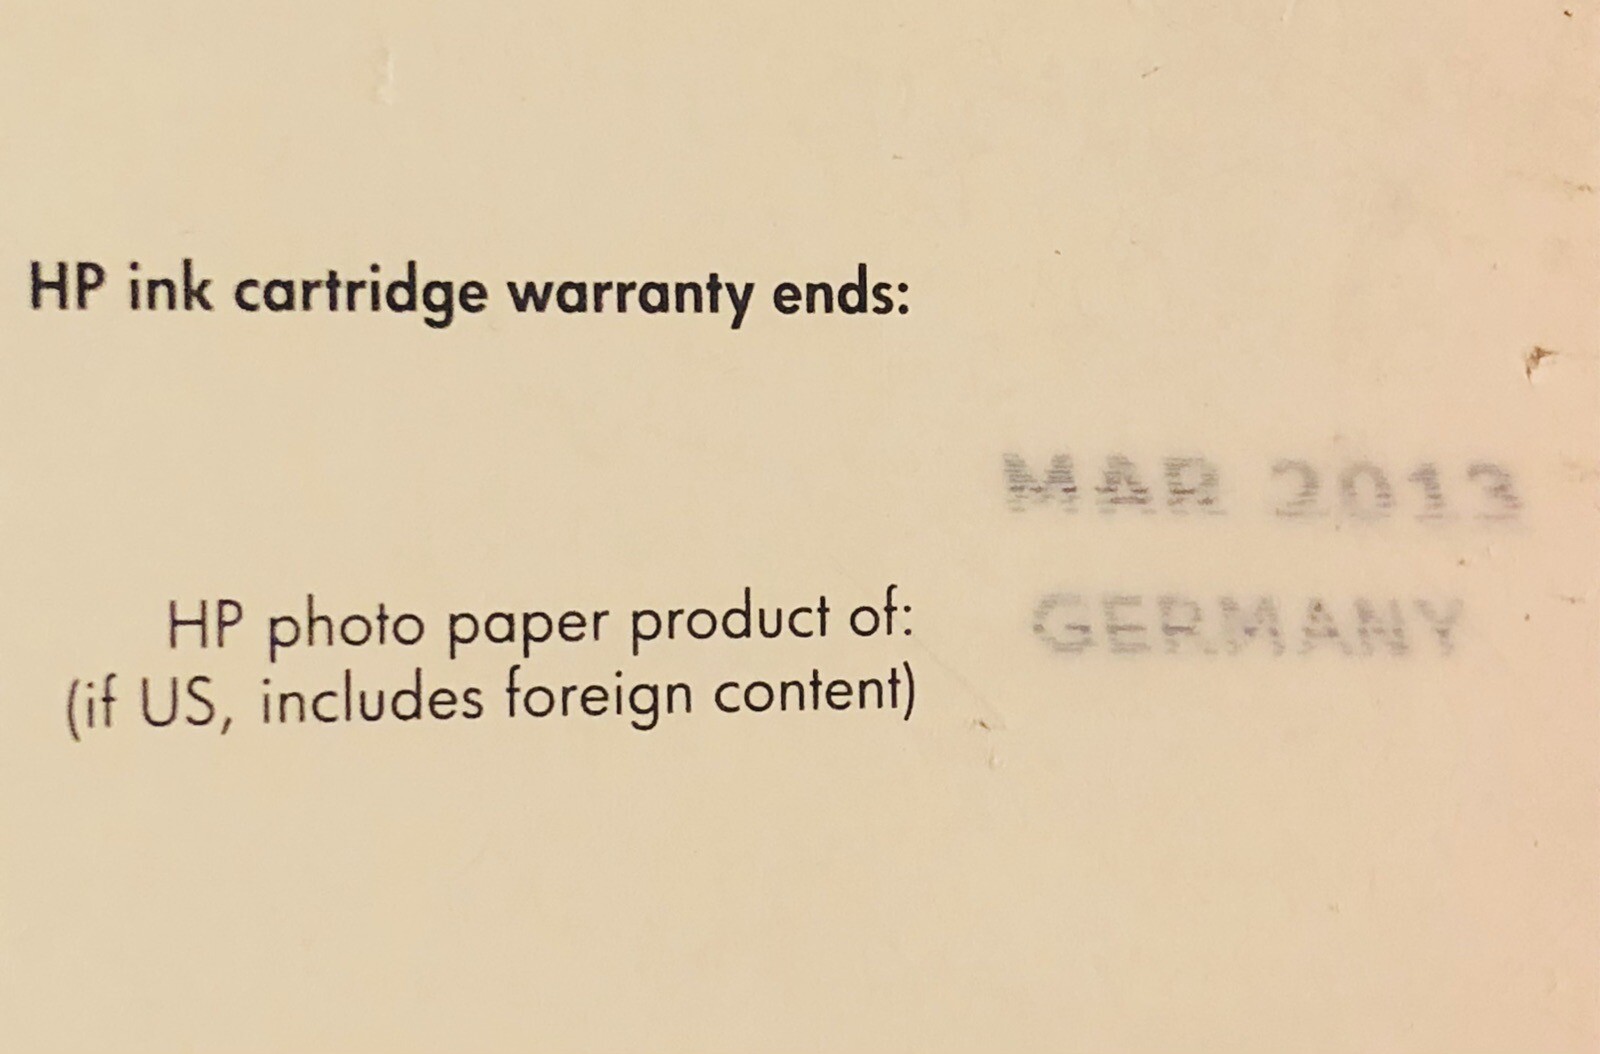 HP ink cartridge warranty ends:
MAR 2013
HP photo paper product of: GERMANY
(if US, includes foreign content)